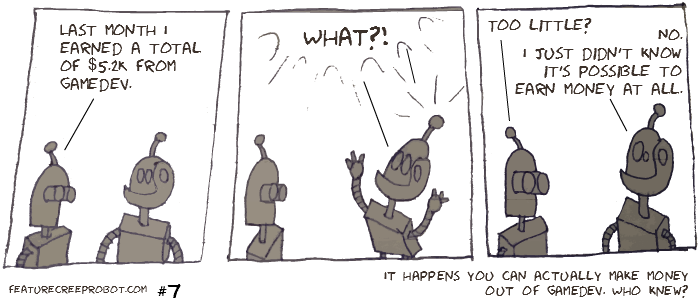 LAST MONTH I
EARNED A TOTAL
OF $5.2K FROM
GAMEDEV.
WHAT?!
TOO LITTLE?
NO.
I JUST DIDN'T KNOW
IT'S POSSIBLE TO
EARN MONEY AT ALL.
FEATURECREEPROBOT.COM #7
IT HAPPENS YOU CAN ACTUALLY MAKE MONEY
OUT OF GAMEDEV. WHO KNEW?